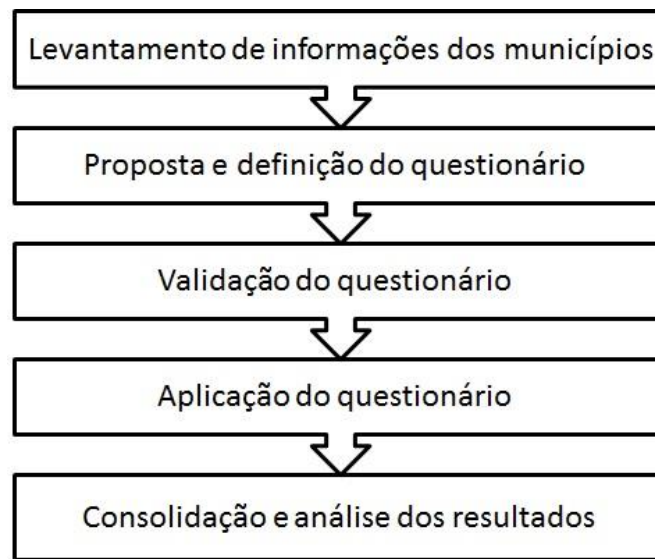 Levantamento de informações dos municípios
Proposta e definição do questionário
Validação do questionário
Aplicação do questionário
Consolidação e análise dos resultados